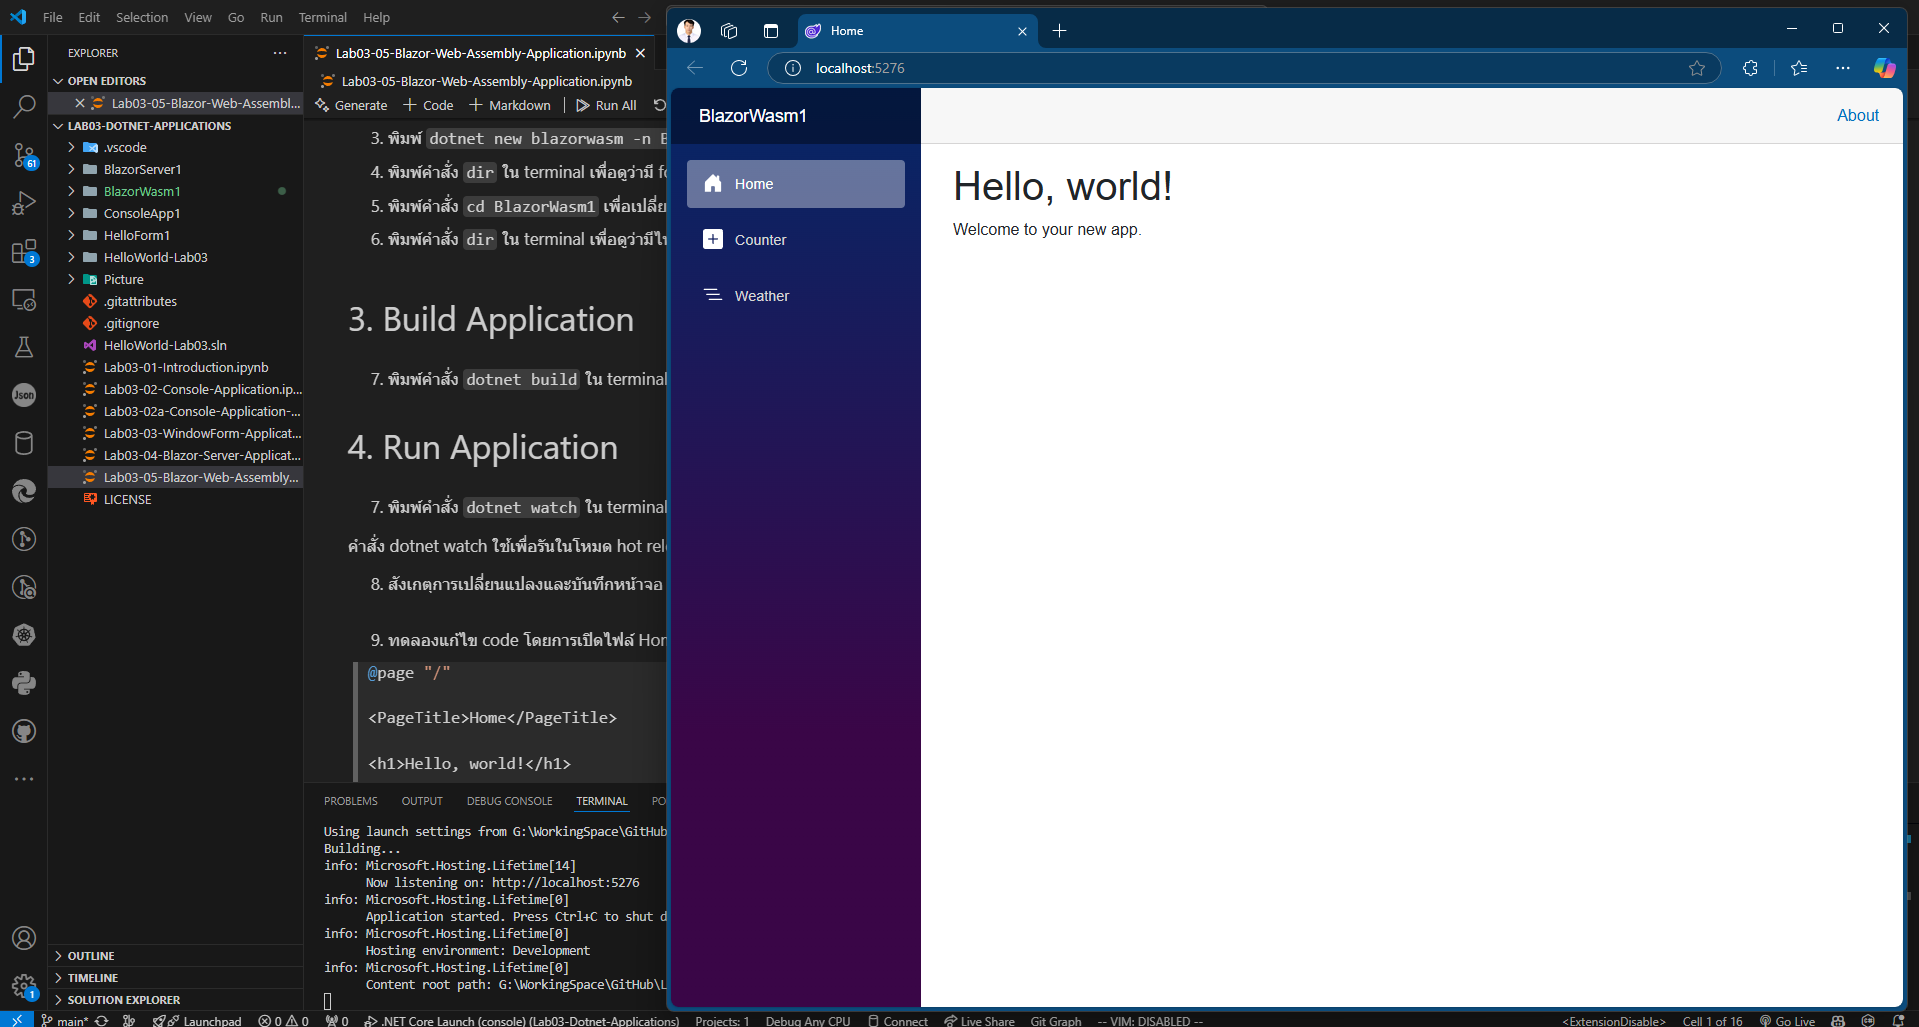 File Edit Selection View Go Run Terminal Help
EXPLORER
OPEN EDITORS
Lab03-05-Blazor-Web-Assembl...
LAB03-DOTNET-APPLICATIONS
.vscode
BlazorServer1
BlazorWasm1
ConsoleApp1
HelloForm1
HelloWorld-Lab03
Picture
.gitattributes
.gitignore
HelloWorld-Lab03.sln
Lab03-01-Introduction.ipynb
Lab03-02-Console-Application.ip...
Lab03-02a-Console-Application-...
Lab03-03-WindowForm-Applicat...
Lab03-04-Blazor-Server-Applicat...
Lab03-05-Blazor-Web-Assembly...
LICENSE
OUTLINE
TIMELINE
SOLUTION EXPLORER
61
3
Json
1
Lab03-05-Blazor-Web-Assembly-Application.ipynb
Lab03-05-Blazor-Web-Assembly-Application.ipynb
Generate Code Markdown Run All
3. พิมพ์ dotnet new blazorwasm -n B
4. พิมพ์คำสั่ง dir ใน terminal เพื่อดูว่ามี fo
5. พิมพ์คำสั่ง cd BlazorWasm1 เพื่อเปลี่ย
6. พิมพ์คำสั่ง dir ใน terminal เพื่อดูว่ามีไฟ
3. Build Application
7. พิมพ์คำสั่ง dotnet build ใน terminal
4. Run Application
7. พิมพ์คำสั่ง dotnet watch ใน terminal
คำสั่ง dotnet watch ใช้เพื่อรันในโหมด hot relo
8. สังเกตุการเปลี่ยนแปลงและบันทึกหน้าจอ
9. ทดลองแก้ไข code โดยการเปิดไฟล์ Hom
@page "/"
<PageTitle>Home</PageTitle>
<h1>Hello, world!</h1>
PROBLEMS OUTPUT DEBUG CONSOLE TERMINAL PO
Using launch settings from G:\WorkingSpace\GitHub
Building...
info: Microsoft.Hosting.Lifetime[14]
Now listening on: http://localhost:5276
info: Microsoft.Hosting.Lifetime[0]
Application started. Press Ctrl+C to shut d
info: Microsoft.Hosting.Lifetime[0]
Hosting environment: Development
info: Microsoft.Hosting.Lifetime[0]
Content root path: G:\WorkingSpace\GitHub\L
Home
localhost:5276
BlazorWasm1
About
Home
Counter
Weather
Hello, world!
Welcome to your new app.
main* Launchpad 0 0 0 .NET Core Launch (console) (Lab03-Dotnet-Applications) Projects: 1 Debug Any CPU Connect Live Share Git Graph -- VIM: DISABLED -- <ExtensionDisable> Cell 1 of 16 Go Live